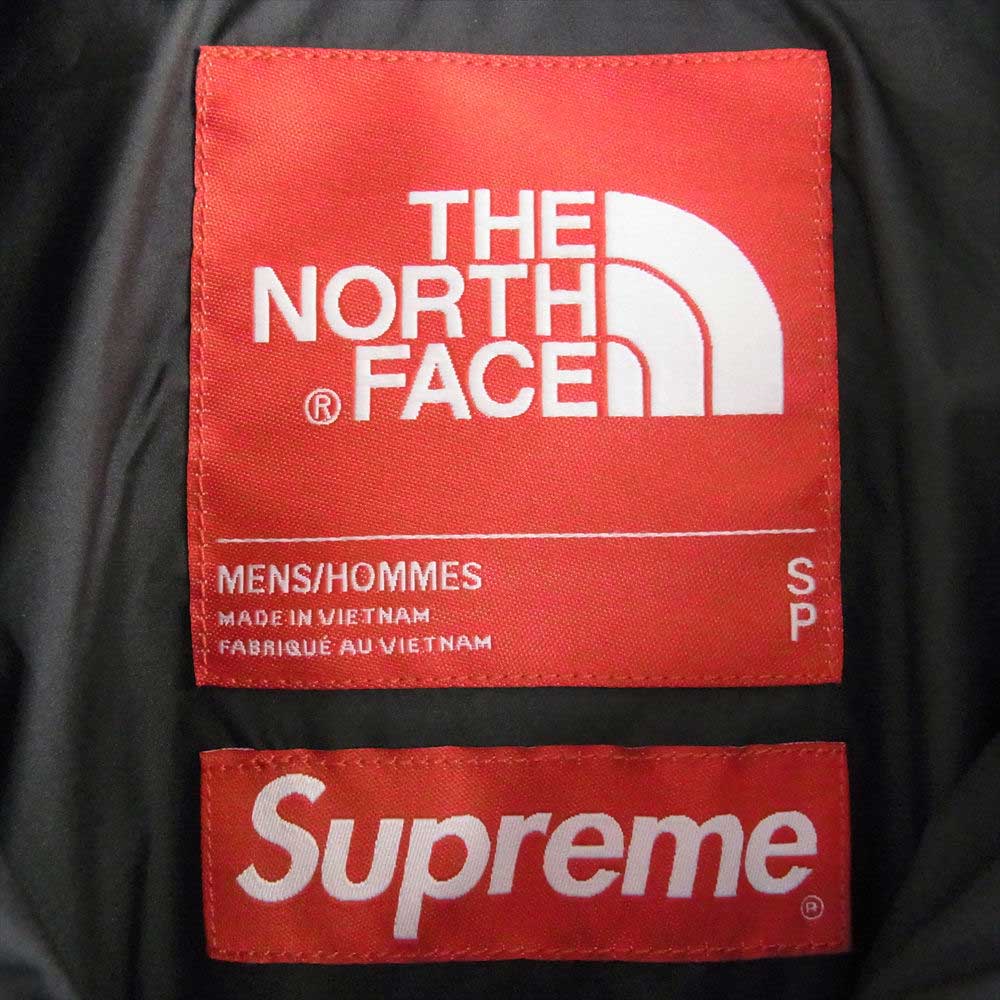 THE
NORTH
® FACE
MENS/HOMMES S
MADE IN VIETNAM P
FABRIQUÉ AU VIETNAM
Supreme ®